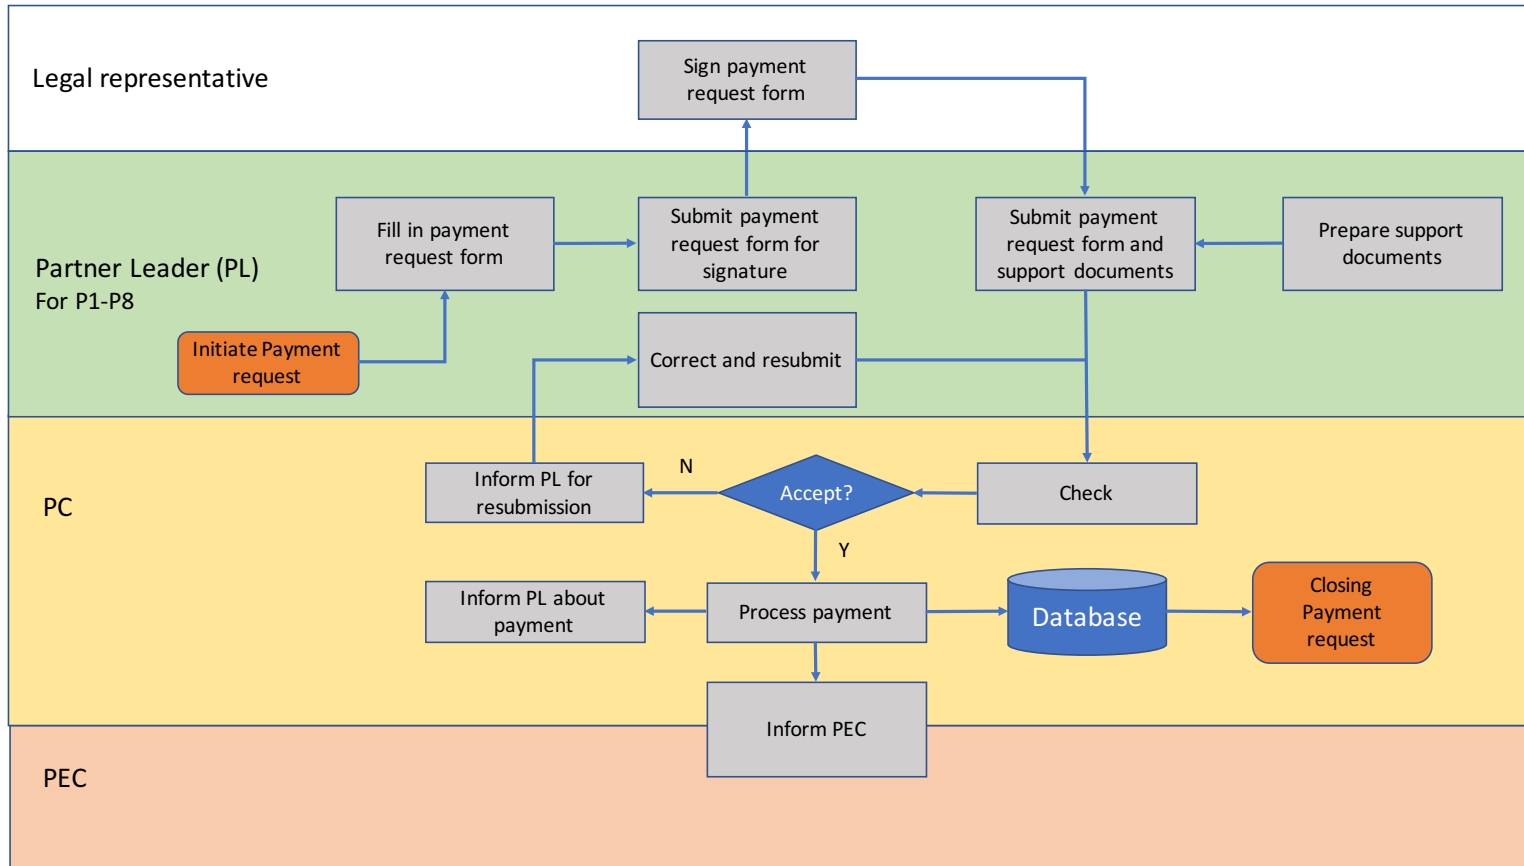 Legal representative
Sign payment
request form
Partner Leader (PL)
For P1-P8
Fill in payment
request form
Submit payment
request form for
signature
Submit payment
request form and
support documents
Prepare support
documents
Initiate Payment
request
Correct and resubmit
PC
Inform PL for
resubmission
N
Accept?
Check
Y
Inform PL about
payment
Process payment
Database
Closing
Payment
request
Inform PEC
PEC